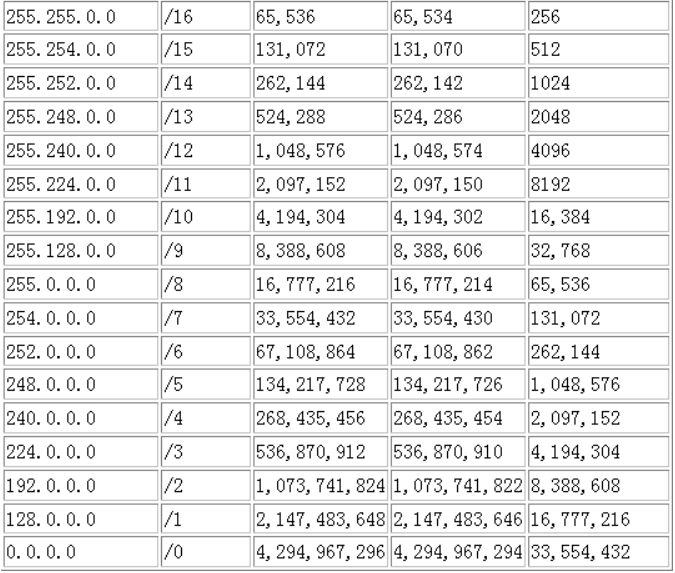 255.255.0.0 /16 65,536 65,534 256
255.254.0.0 /15 131,072 131,070 512
255.252.0.0 /14 262,144 262,142 1024
255.248.0.0 /13 524,288 524,286 2048
255.240.0.0 /12 1,048,576 1,048,574 4096
255.224.0.0 /11 2,097,152 2,097,150 8192
255.192.0.0 /10 4,194,304 4,194,302 16,384
255.128.0.0 /9 8,388,608 8,388,606 32,768
255.0.0.0 /8 16,777,216 16,777,214 65,536
254.0.0.0 /7 33,554,432 33,554,430 131,072
252.0.0.0 /6 67,108,864 67,108,862 262,144
248.0.0.0 /5 134,217,728 134,217,726 1,048,576
240.0.0.0 /4 268,435,456 268,435,454 2,097,152
224.0.0.0 /3 536,870,912 536,870,910 4,194,304
192.0.0.0 /2 1,073,741,824 1,073,741,822 8,388,608
128.0.0.0 /1 2,147,483,648 2,147,483,646 16,777,216
0.0.0.0 /0 4,294,967,296 4,294,967,294 33,554,432